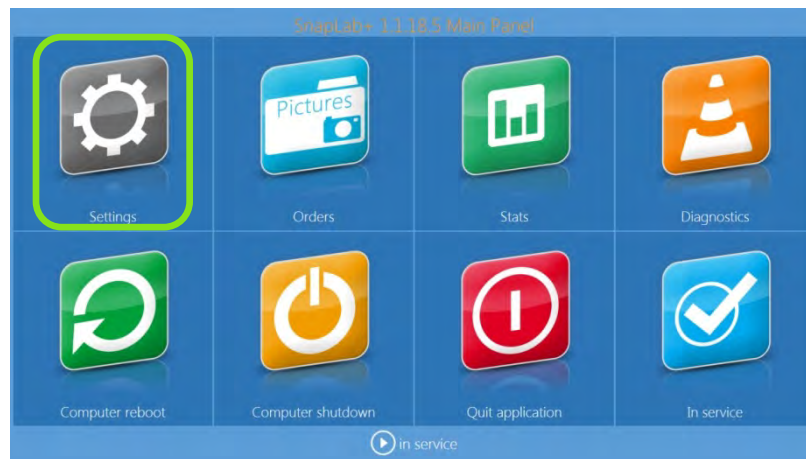 SnapLab+ 1.1.18.5 Main Panel
Pictures
Settings
Orders
Stats
Diagnostics
Computer reboot
Computer shutdown
Quit application
In service
in service